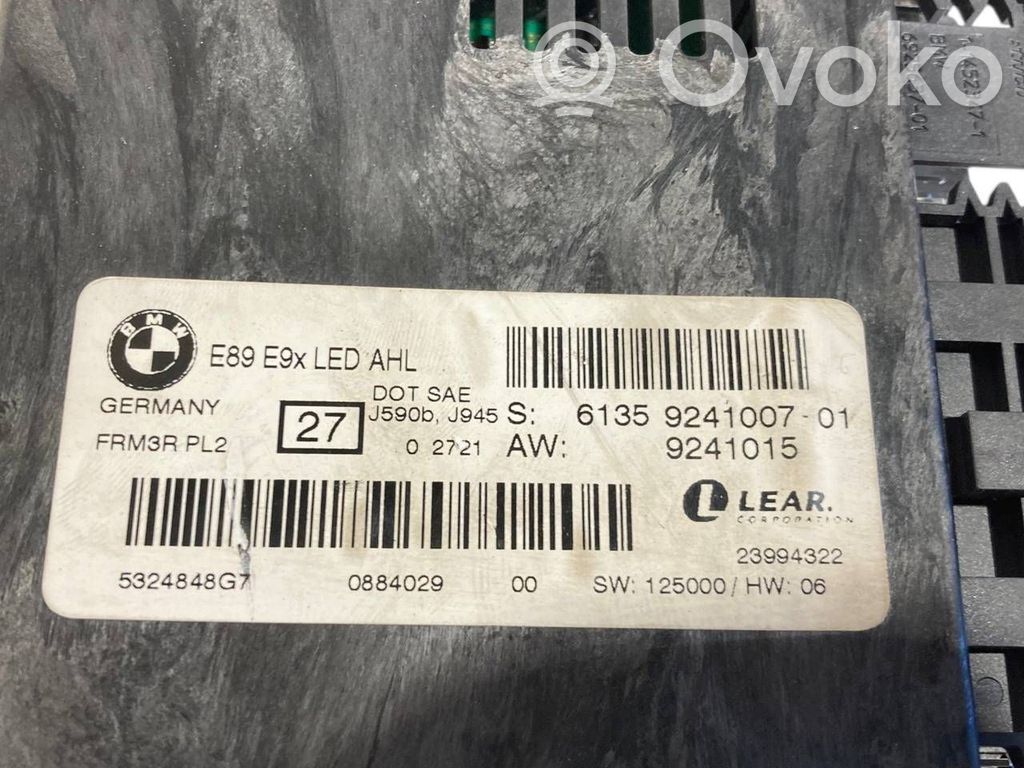 Ovoko
BMW
E89 E9x LED AHL
GERMANY
FRM3R PL2
27
DOT SAE
J590b, J945
0 2721
S: 6135 9241007-01
AW: 9241015
LEAR.
CORPORATION
23994322
5324848G7 0884029 00 SW: 125000 / HW: 06
BMW